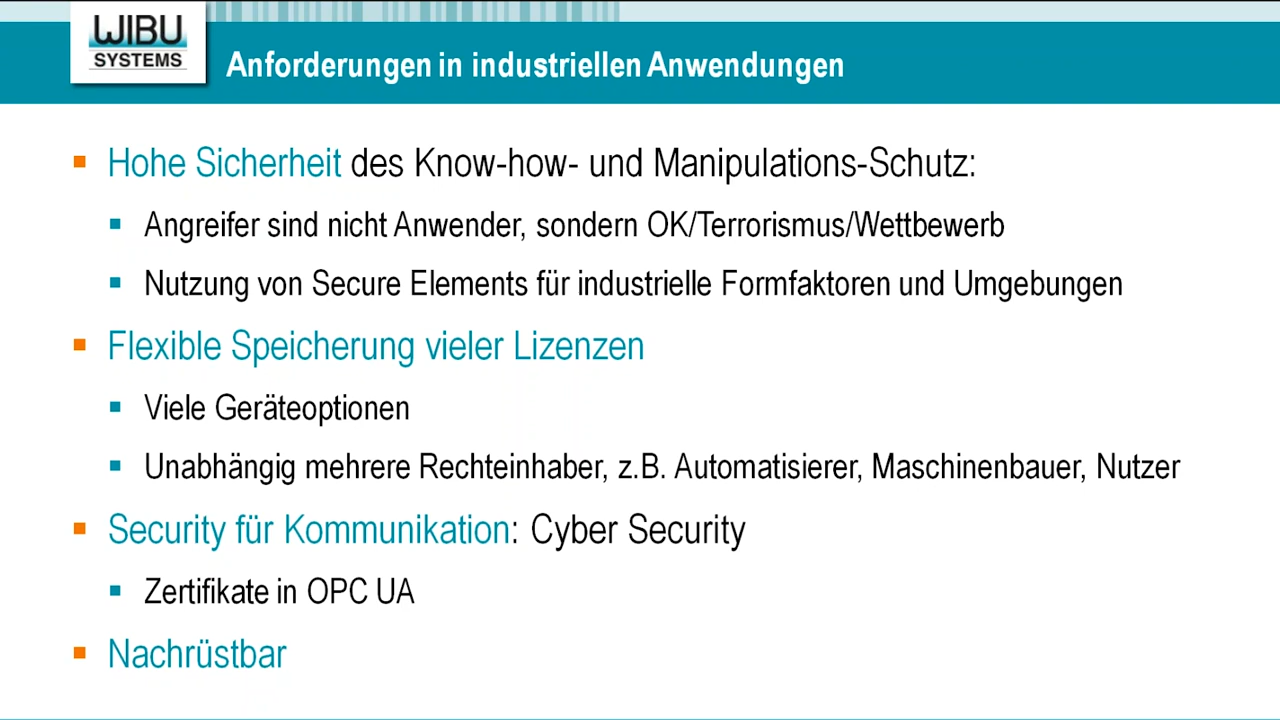 WIBU
SYSTEMS
Anforderungen in industriellen Anwendungen
Hohe Sicherheit des Know-how- und Manipulations-Schutz:
Angreifer sind nicht Anwender, sondern OK/Terrorismus/Wettbewerb
Nutzung von Secure Elements für industrielle Formfaktoren und Umgebungen
Flexible Speicherung vieler Lizenzen
Viele Geräteoptionen
Unabhängig mehrere Rechteinhaber, z.B. Automatisierer, Maschinenbauer, Nutzer
Security für Kommunikation: Cyber Security
Zertifikate in OPC UA
Nachrüstbar